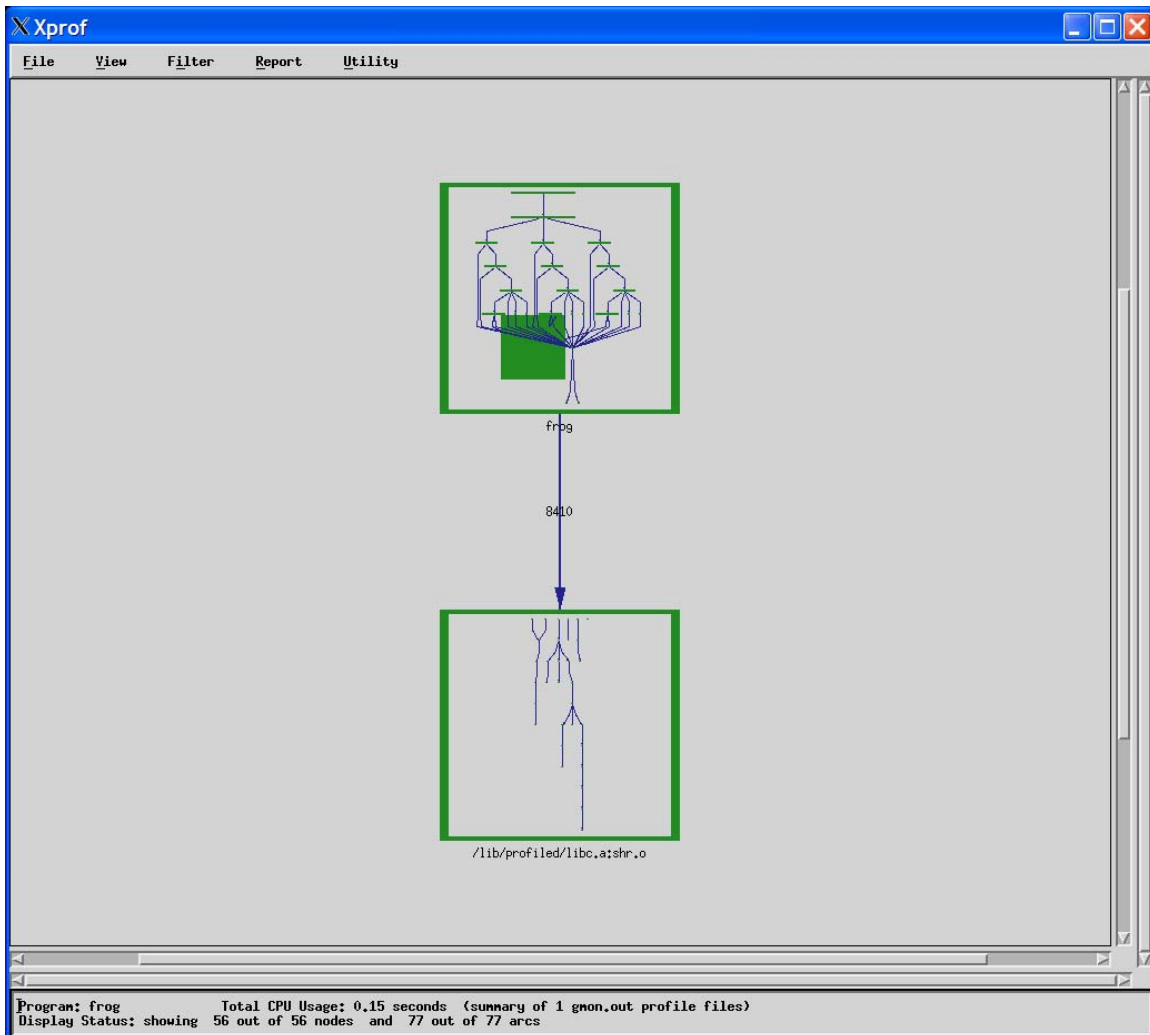 Xprof
File View Filter Report Utility
frog
8410
/lib/profiled/libc.a:shr.o
Program: frog Total CPU Usage: 0.15 seconds (summary of 1 gmon.out profile files)
Display Status: showing 56 out of 56 nodes and 77 out of 77 arcs